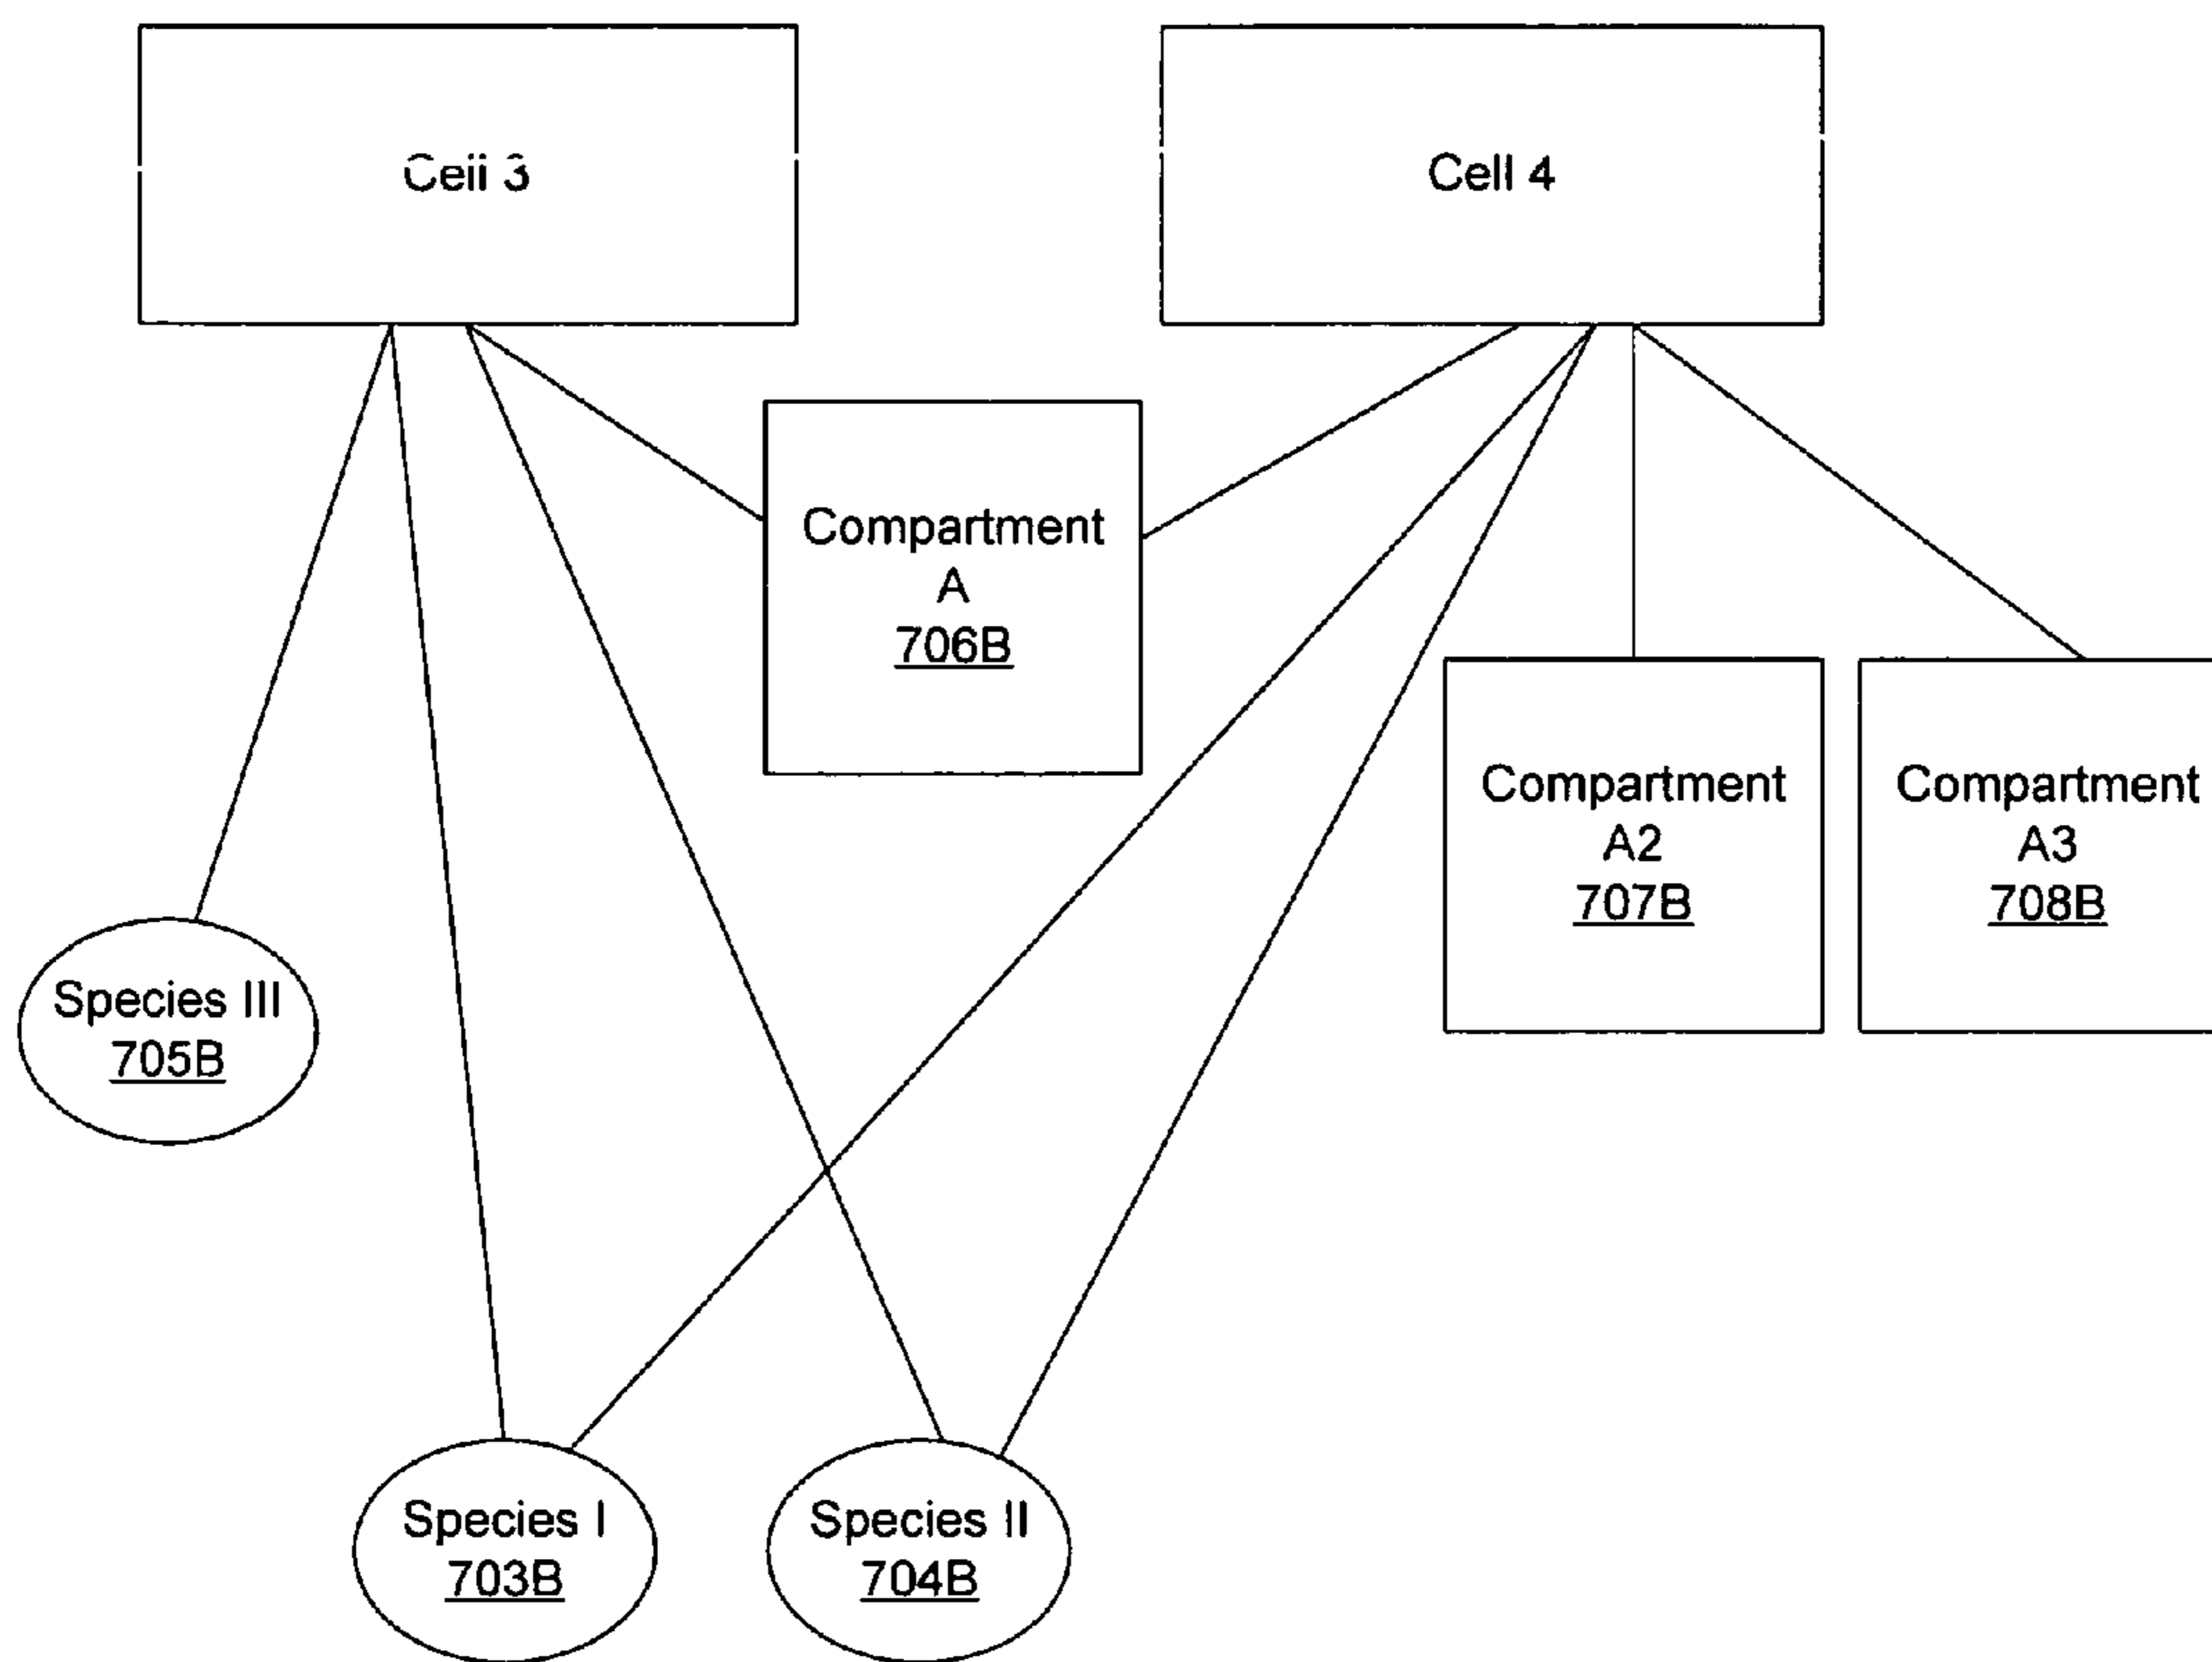 Cell 3
Cell 4
Compartment
A
706B
Compartment
A2
707B
Compartment
A3
708B
Species III
705B
Species I
703B
Species II
704B